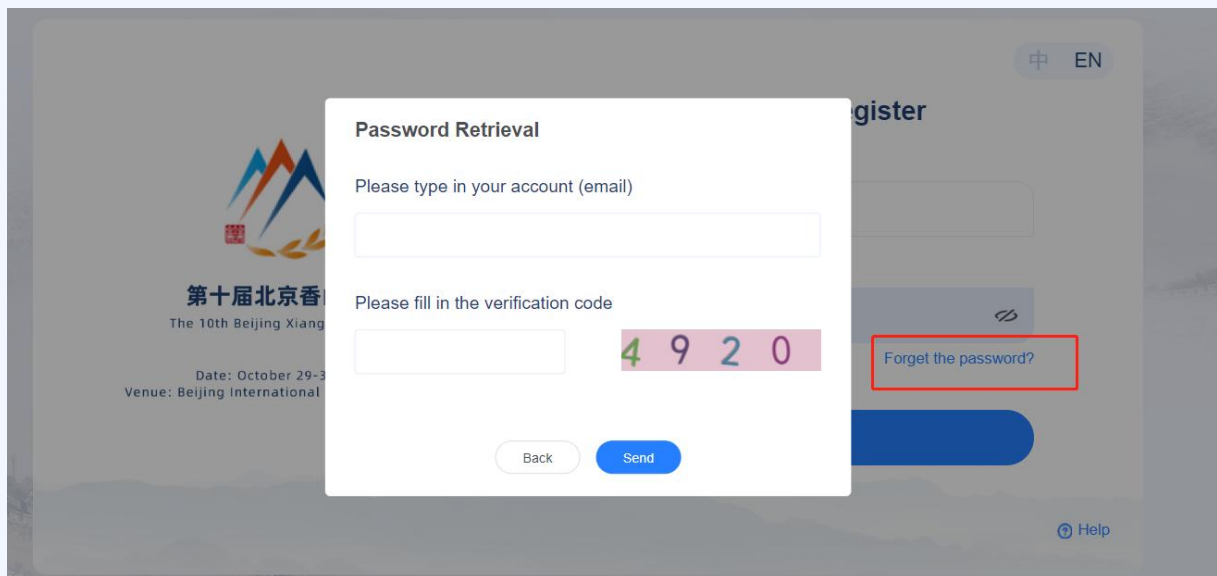 中 EN
gister
Password Retrieval
Please type in your account (email)
Please fill in the verification code
4 9 2 0
Back
Send
第十届北京香
The 10th Beijing Xiang
Date: October 29-3
Venue: Beijing International
Forget the password?
Help